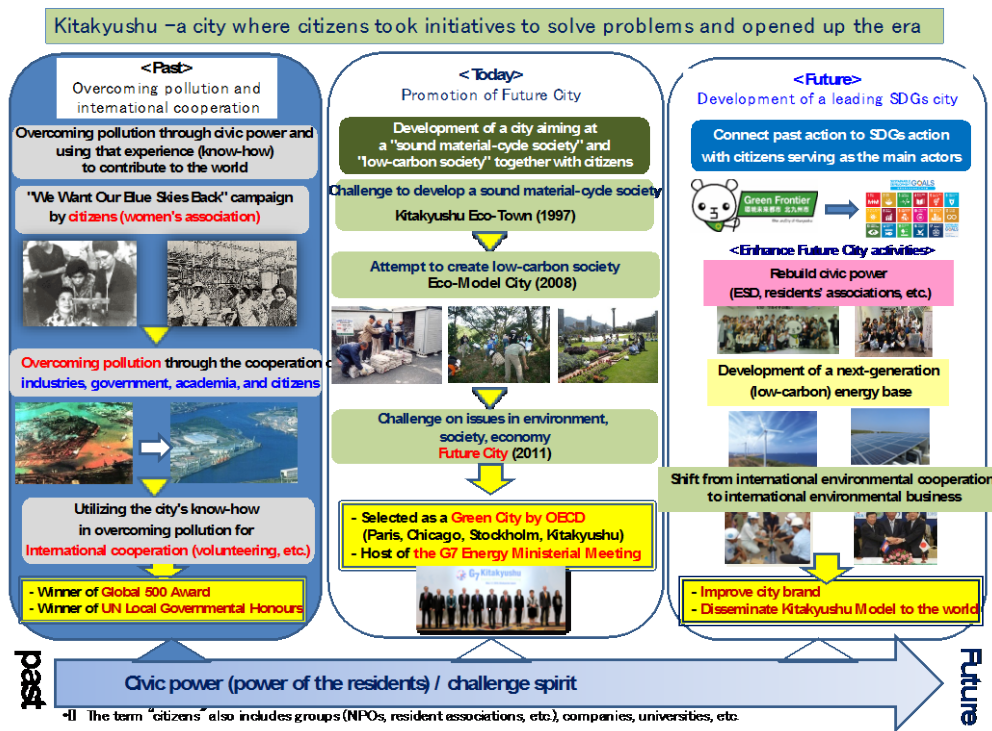 Kitakyushu –a city where citizens took initiatives to solve problems and opened up the era
<Past>
Overcoming pollution and
international cooperation
Overcoming pollution through civic power and
using that experience (know-how)
to contribute to the world
"We Want Our Blue Skies Back" campaign
by citizens (women's association)
Overcoming pollution through the cooperation o
industries, government, academia, and citizens
Utilizing the city's know-how
in overcoming pollution for
International cooperation (volunteering, etc.)
- Winner of Global 500 Award
- Winner of UN Local Governmental Honours
<Today>
Promotion of Future City
Development of a city aiming at
a "sound material-cycle society" and
"low-carbon society" together with citizens
Challenge to develop a sound material-cycle society
Kitakyushu Eco-Town (1997)
Attempt to create low-carbon society
Eco-Model City (2008)
Challenge on issues in environment,
society, economy
Future City (2011)
- Selected as a Green City by OECD
(Paris, Chicago, Stockholm, Kitakyushu)
- Host of the G7 Energy Ministerial Meeting
G7 Kitakyushu
<Future>
Development of a leading SDGs city
Connect past action to SDGs action
with citizens serving as the main actors
Green Frontier
環境未来都市 北九州市
GOALS
<Enhance Future City activities>
Rebuild civic power
(ESD, residents' associations, etc.)
Development of a next-generation
(low-carbon) energy base
Shift from international environmental cooperation
to international environmental business
- Improve city brand
- Disseminate Kitakyushu Model to the world
past
Civic power (power of the residents) / challenge spirit
Future
The term "citizens" also includes groups (NPOs, resident associations, etc.), companies, universities, etc.